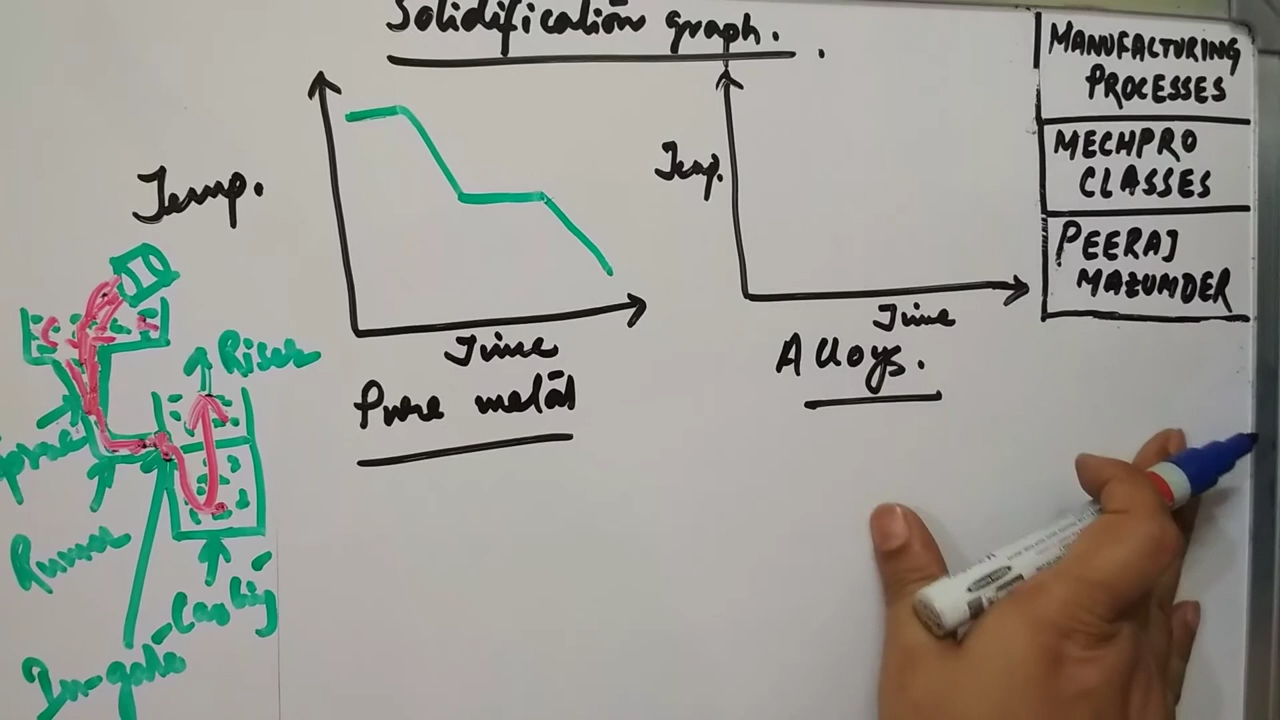 Solidification graph.
Temp.
Time
Pure metal
Temp.
Time
Alloys.
MANUFACTURING
PROCESSES
MECHPRO
CLASSES
PEERAJ
MAZUMDER
Riser
Runner
Casting
In-gate